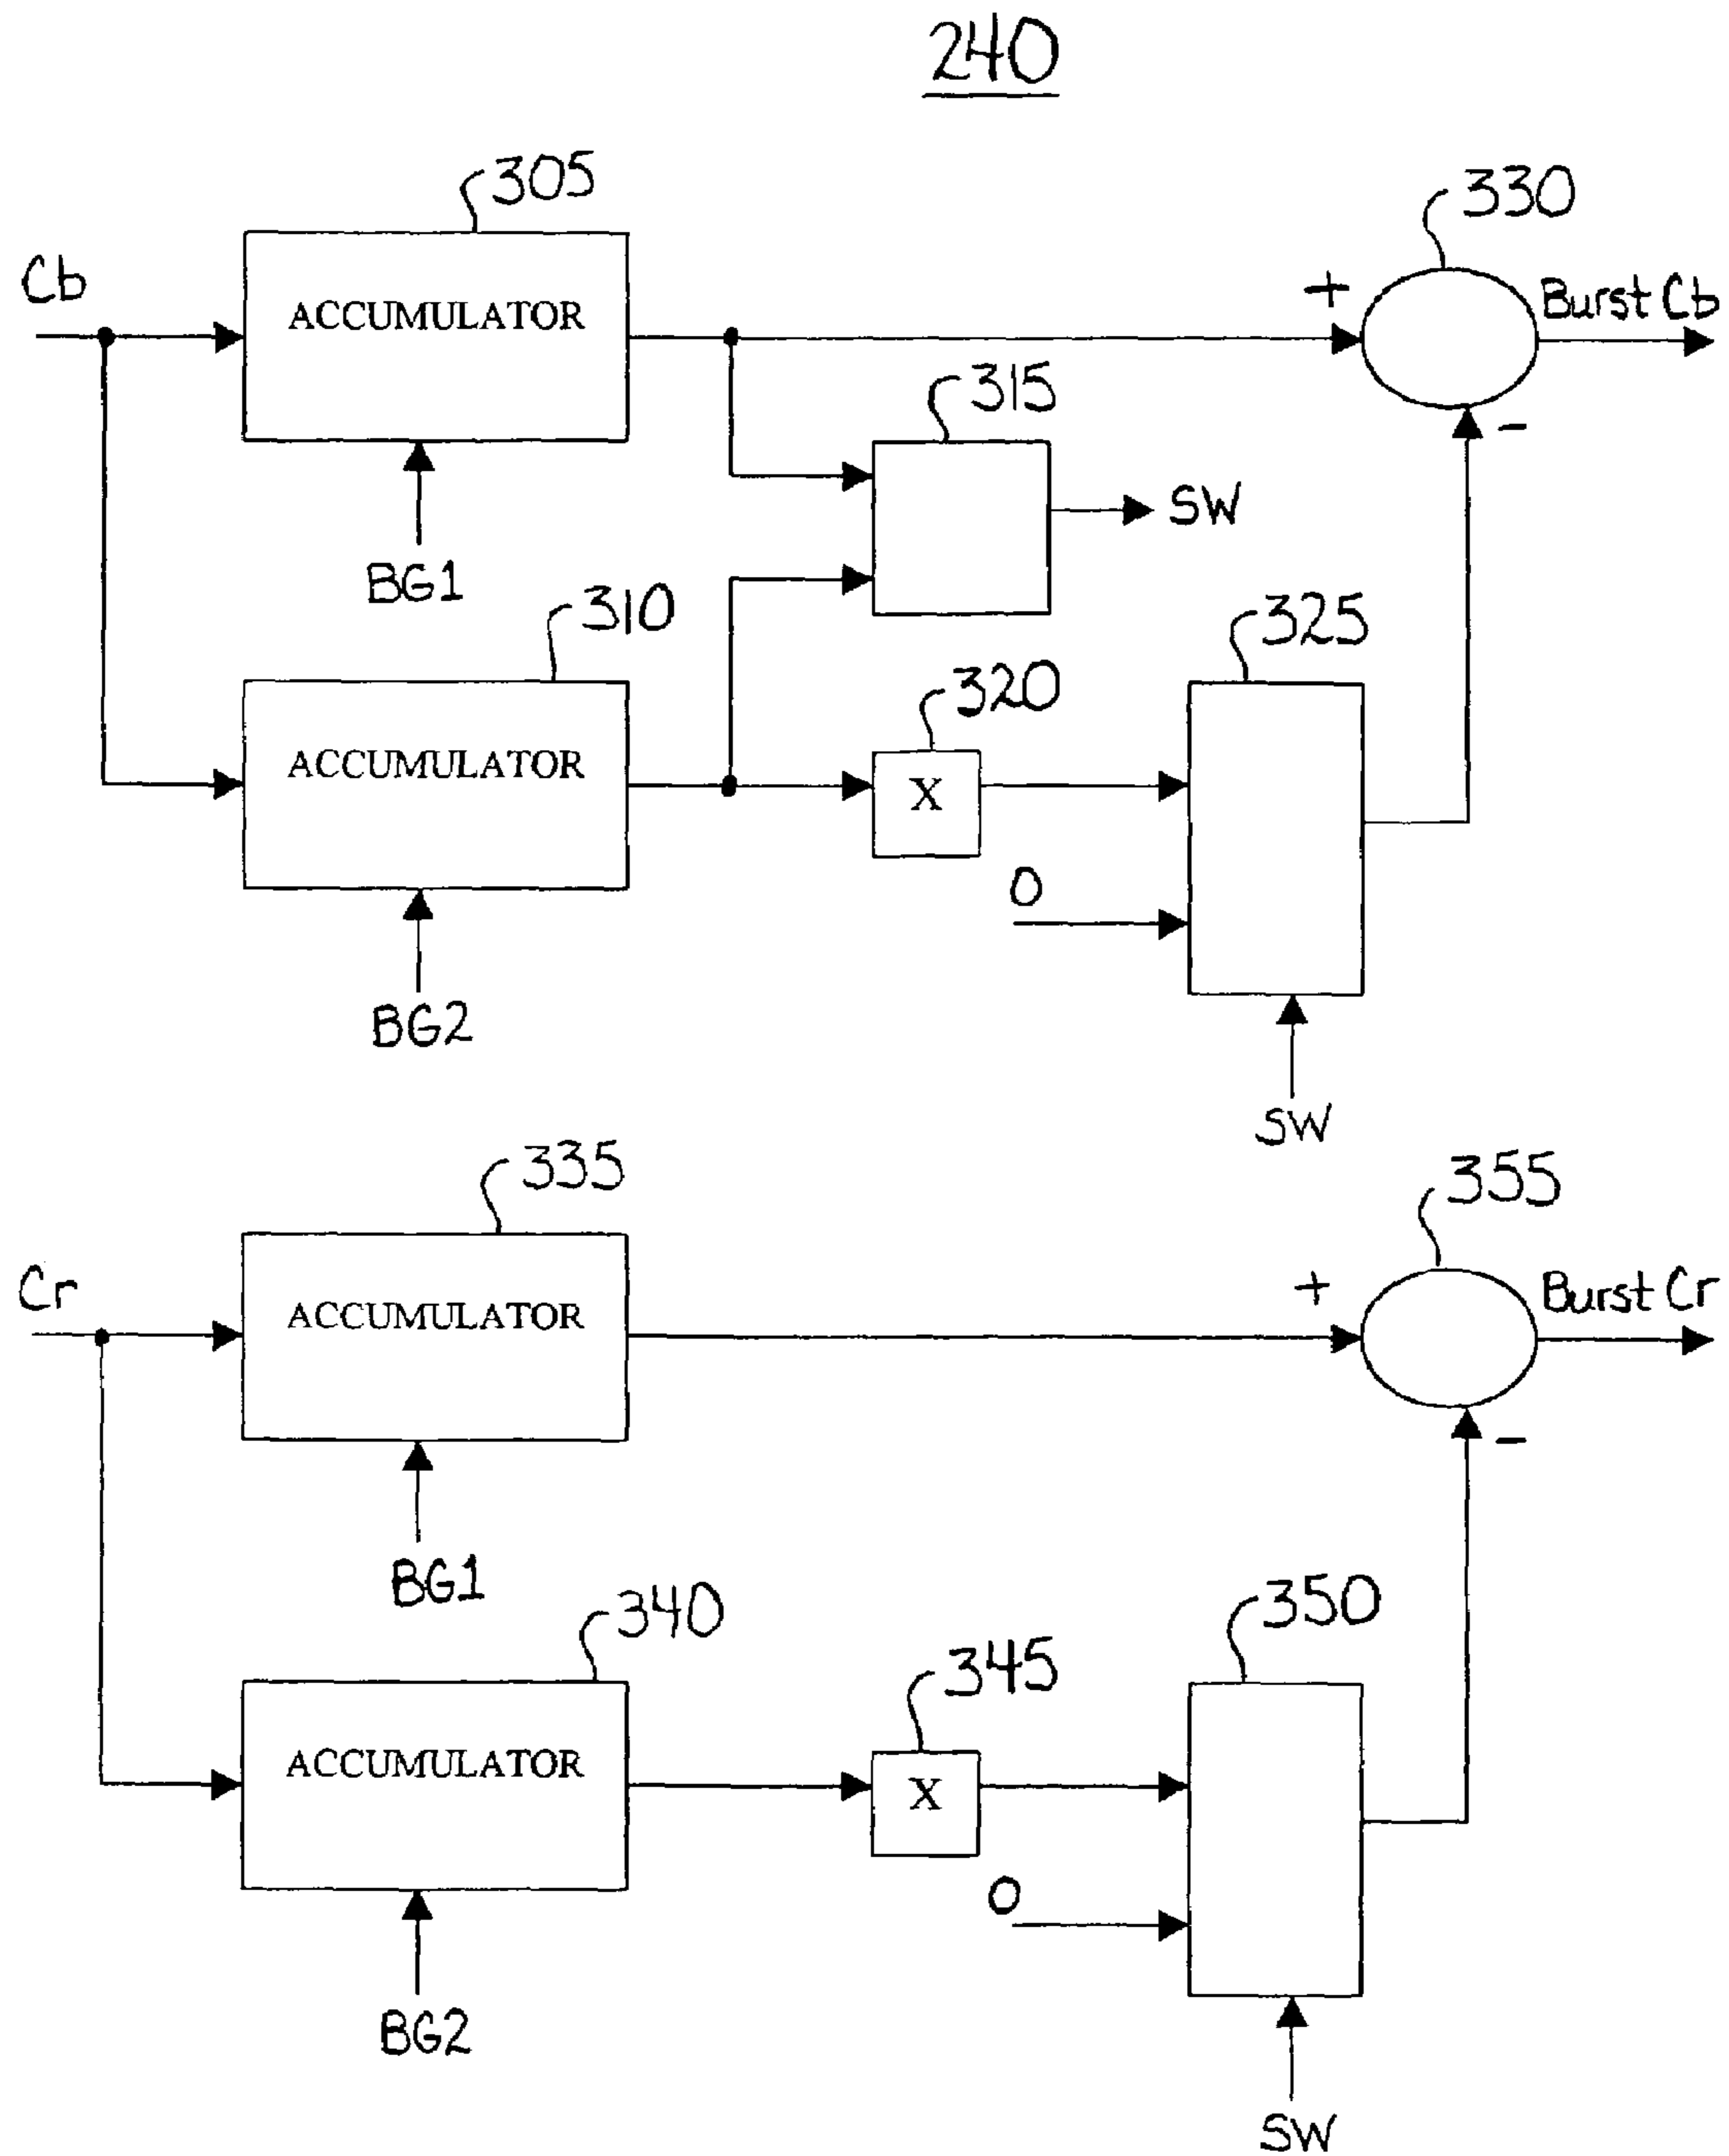 240
305
330
Cb
ACCUMULATOR
+
Burst Cb
315
-
SW
BG1
310
325
320
ACCUMULATOR
X
0
BG2
SW
335
355
Cr
ACCUMULATOR
+
Burst Cr
-
BG1
340
345
350
ACCUMULATOR
X
0
BG2
SW